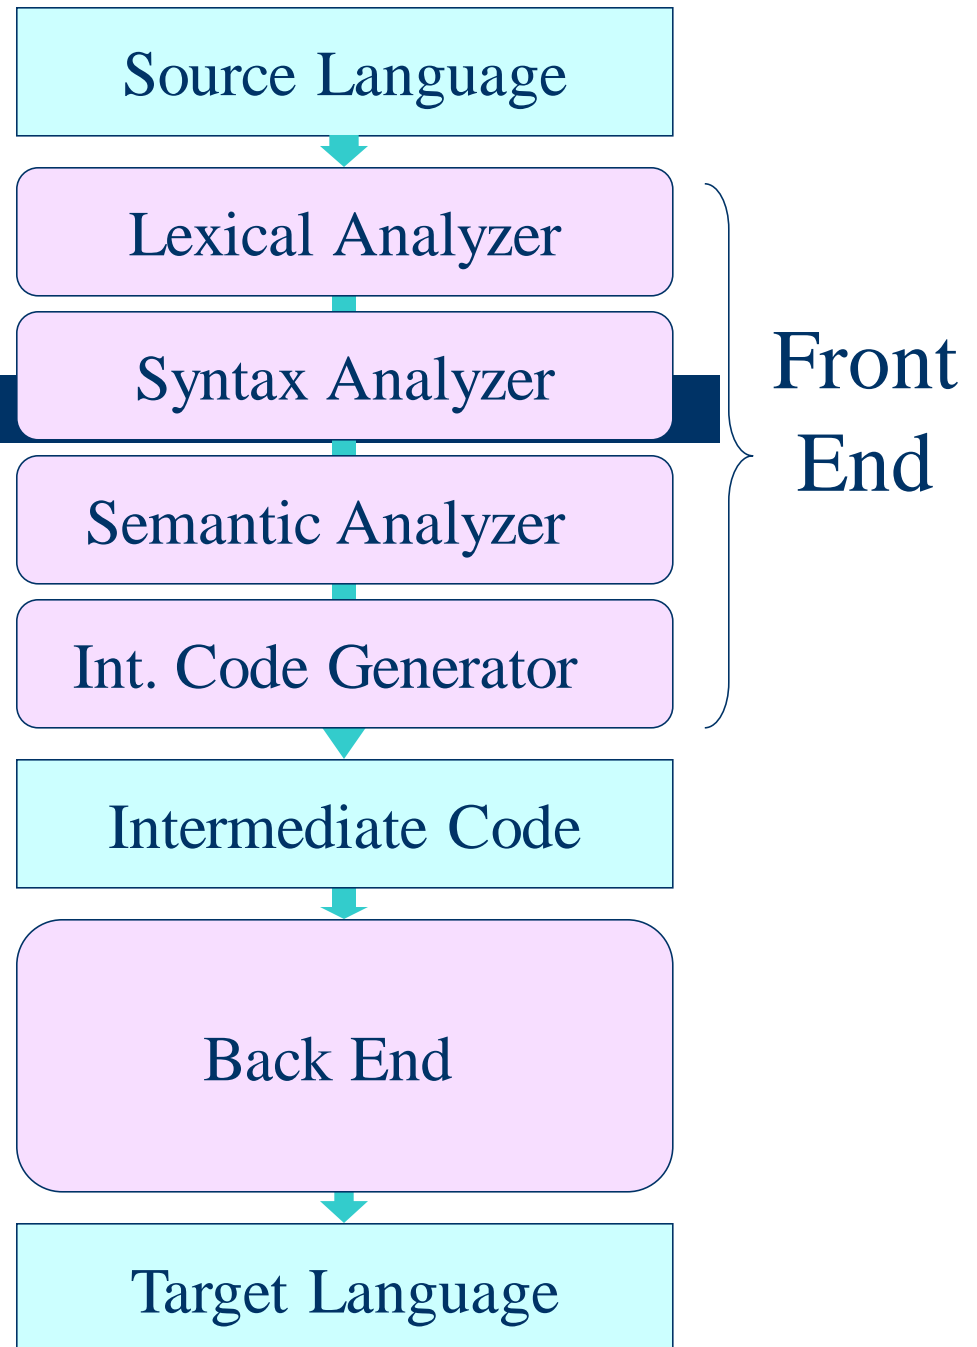 Source Language
Lexical Analyzer
Syntax Analyzer
Semantic Analyzer
Int. Code Generator
Front
End
Intermediate Code
Back End
Target Language